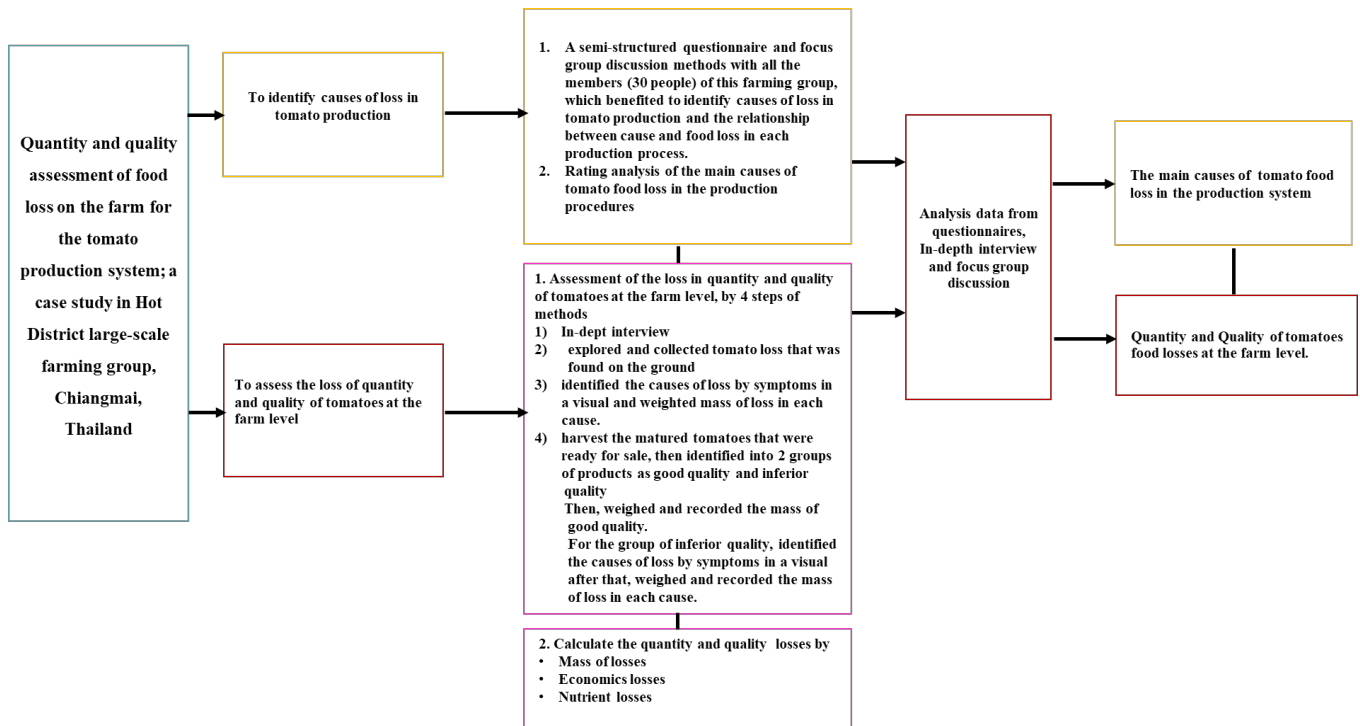 Quantity and quality
assessment of food
loss on the farm for
the tomato
production system; a
case study in Hot
District large-scale
farming group,
Chiangmai,
Thailand
To identify causes of loss in
tomato production
To assess the loss of quantity
and quality of tomatoes at the
farm level
1. A semi-structured questionnaire and focus
group discussion methods with all the
members (30 people) of this farming group,
which benefited to identify causes of loss in
tomato production and the relationship
between cause and food loss in each
production process.
2. Rating analysis of the main causes of
tomato food loss in the production
procedures
1. Assessment of the loss in quantity and quality
of tomatoes at the farm level, by 4 steps of
methods
1) In-dept interview
2) explored and collected tomato loss that was
found on the ground
3) identified the causes of loss by symptoms in
a visual and weighted mass of loss in each
cause.
4) harvest the matured tomatoes that were
ready for sale, then identified into 2 groups
of products as good quality and inferior
quality
Then, weighed and recorded the mass of
good quality.
For the group of inferior quality, identified
the causes of loss by symptoms in a visual
after that, weighed and recorded the mass
of loss in each cause.
2. Calculate the quantity and quality losses by
• Mass of losses
• Economics losses
• Nutrient losses
Analysis data from
questionnaires,
In-depth interview
and focus group
discussion
The main causes of tomato food
loss in the production system
Quantity and Quality of tomatoes
food losses at the farm level.